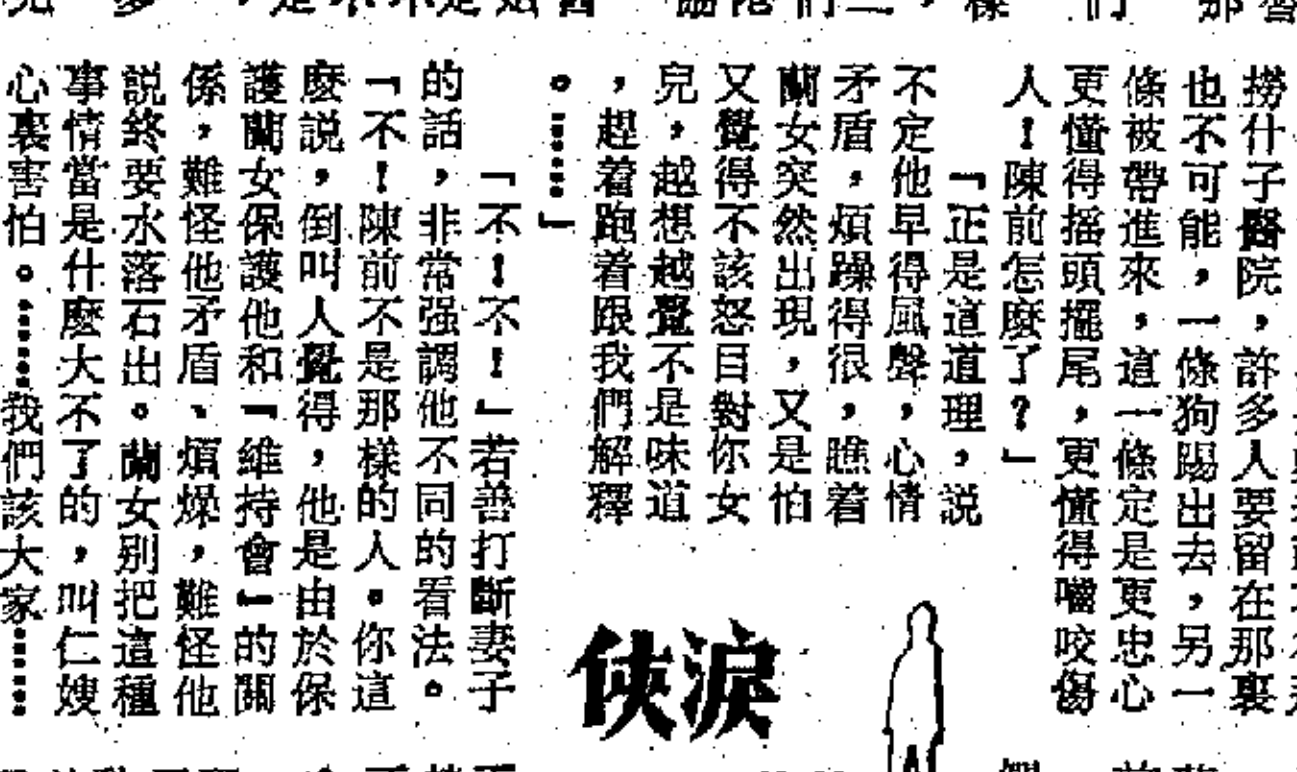 撈什子醫院,許多人要留在那裏
也不可能,一條狗踢出去,另一
條被帶進來,這一條定是更忠心
更懂得搖頭擺尾,更懂得嚙咬傷
人!陳前怎麽了?」
「正是這道理,説
不定他早得風聲,心情
矛盾,煩躁得很,瞧着
蘭女突然出現,又是怕
又覺得不該怒目對你女
兒,越想越覺不是味道
,趕着跑着跟我們解釋
。……」
淚俠
「不!不!」若善打斷妻子
的話,非常强調他不同的看法。
「不!陳前不是那樣的人。你這
麽説,倒叫人覺得,他是由於保
護蘭女保護他和「維持會」的關
係,難怪他矛盾、煩燥,難怪他
説終要水落石出。蘭女別把這種
事情當是什麽大不了的,叫仁嫂
心裏害怕。……我們該大家……